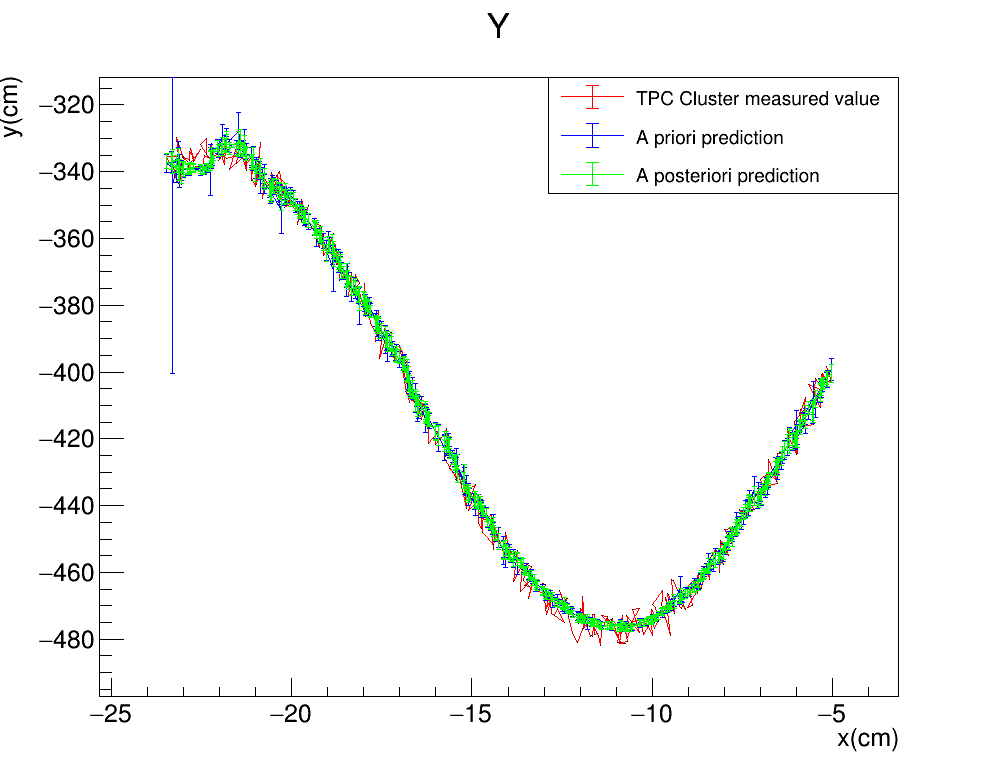 Y
y(cm)
TPC Cluster measured value
A priori prediction
A posteriori prediction
−320
−340
−360
−380
−400
−420
−440
−460
−480
−25 −20 −15 −10 −5
x(cm)